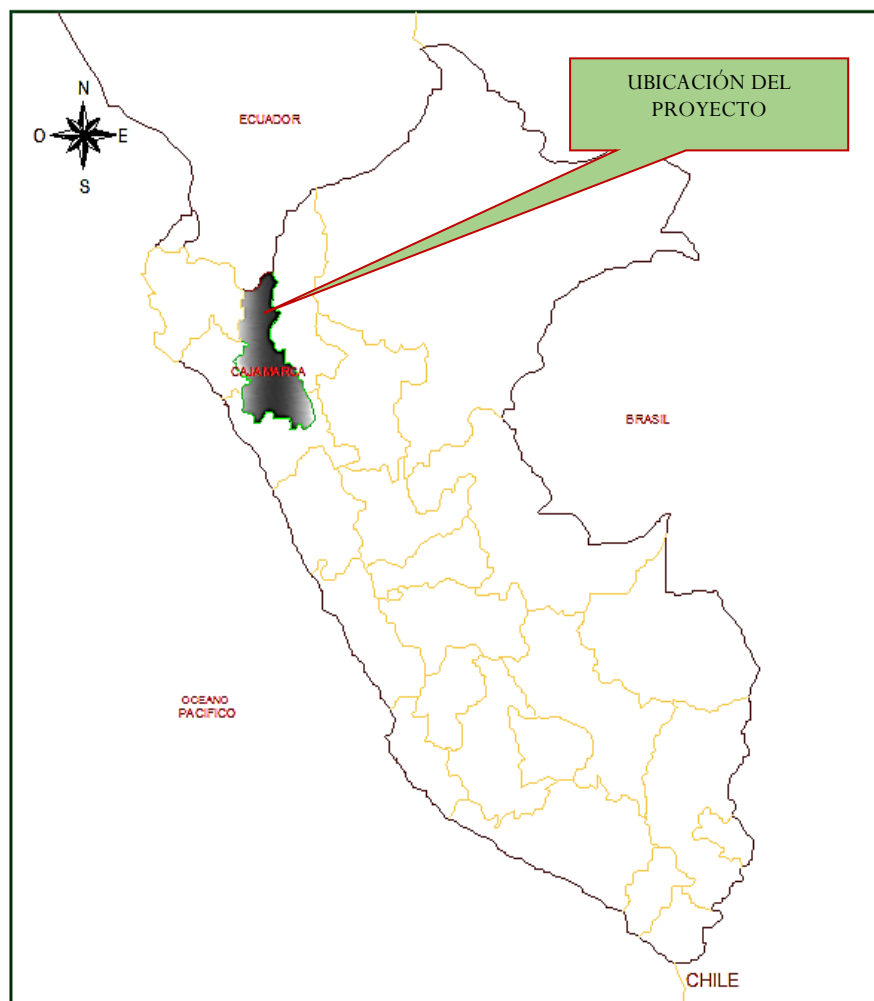 UBICACIÓN DEL
PROYECTO
N
ECUADOR
O
E
S
CAJAMARCA
BRASIL
OCEANO
PACIFICO
CHILE